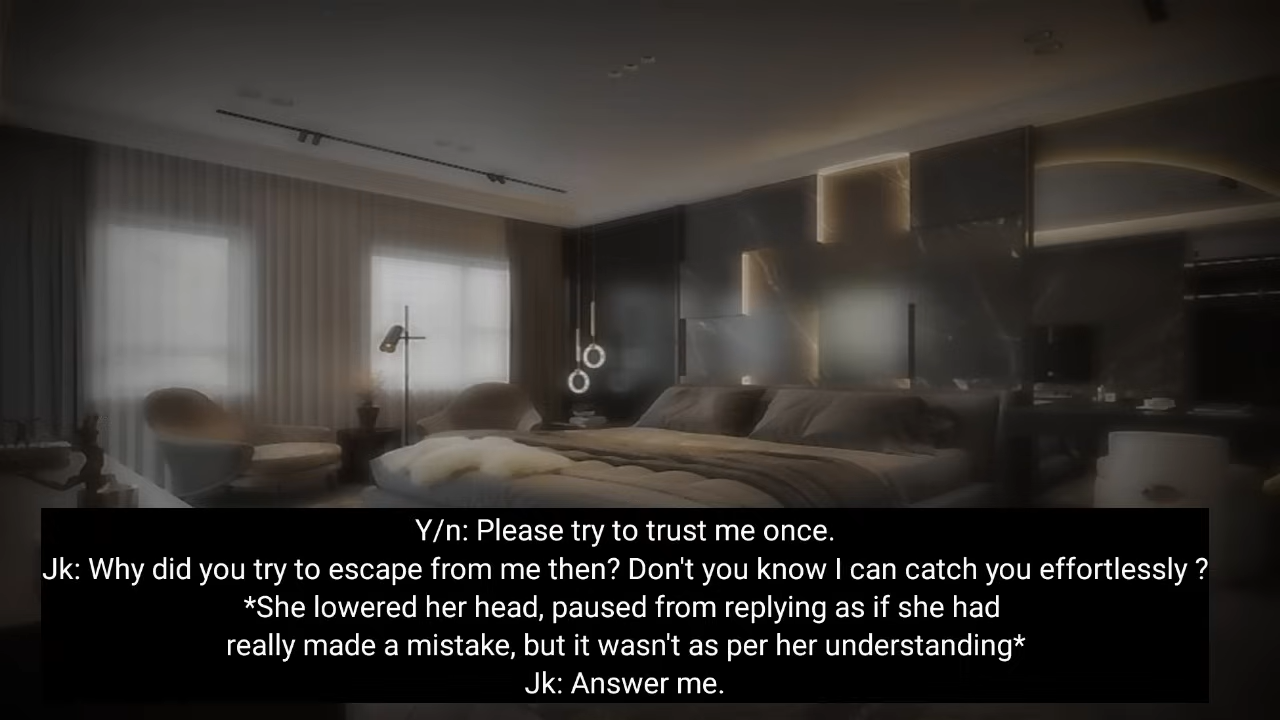 Y/n: Please try to trust me once.
Jk: Why did you try to escape from me then? Don't you know I can catch you effortlessly ?
*She lowered her head, paused from replying as if she had
really made a mistake, but it wasn't as per her understanding*
Jk: Answer me.